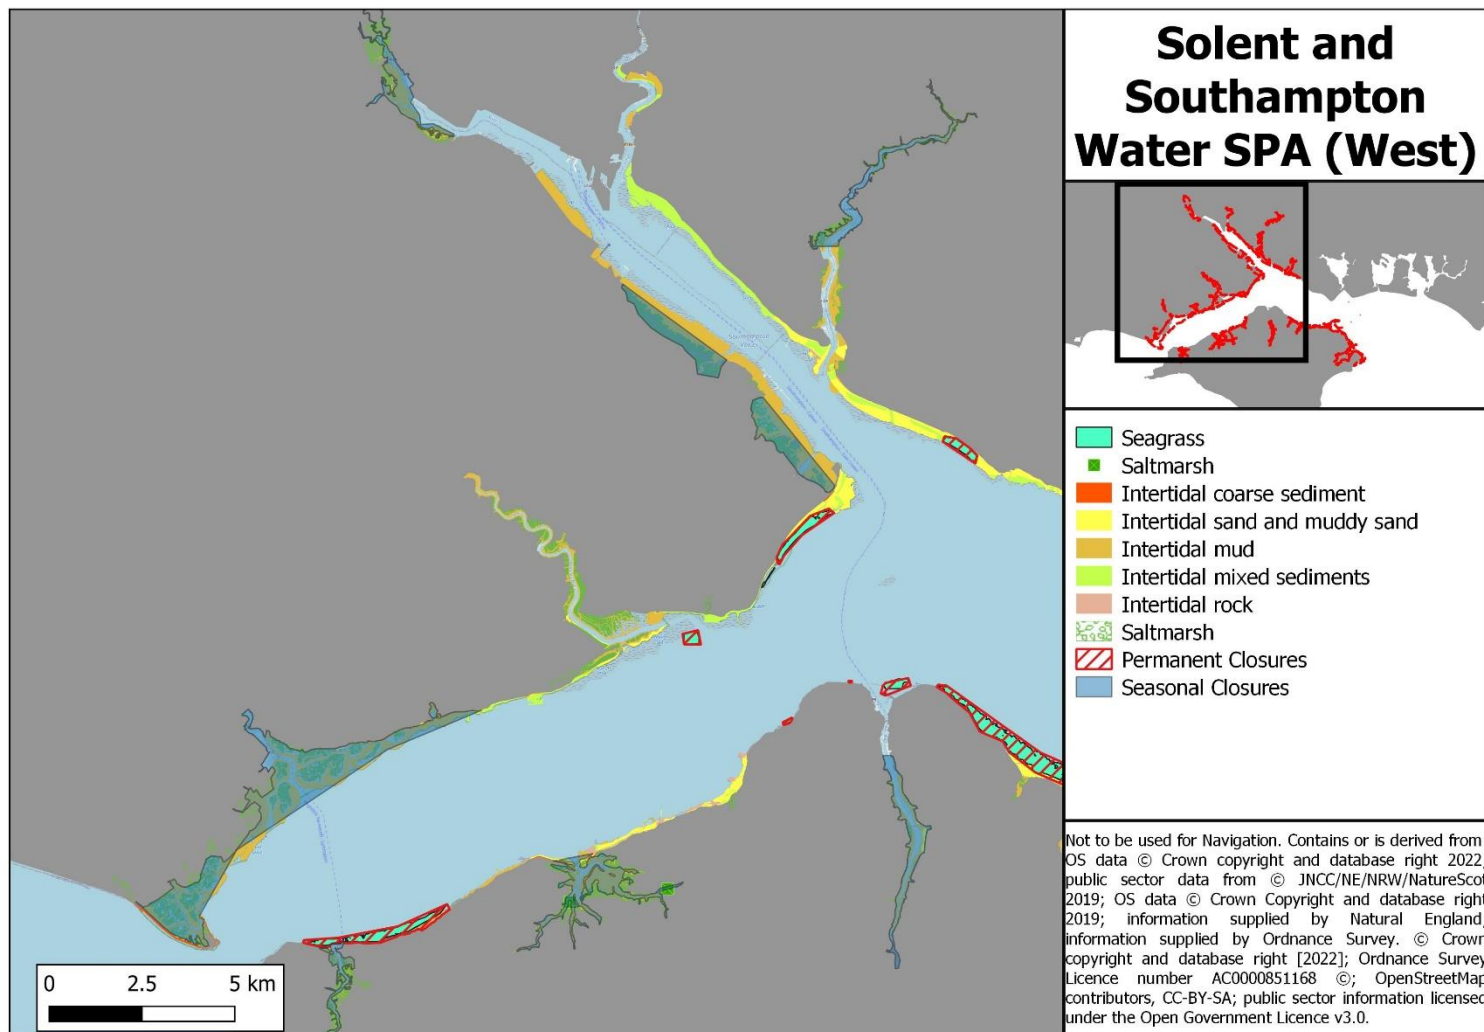 Solent and
Southampton
Water SPA (West)
Seagrass
Saltmarsh
Intertidal coarse sediment
Intertidal sand and muddy sand
Intertidal mud
Intertidal mixed sediments
Intertidal rock
Saltmarsh
Permanent Closures
Seasonal Closures
Not to be used for Navigation. Contains or is derived from
OS data © Crown copyright and database right 2022,
public sector data from © JNCC/NE/NRW/NatureScot
2019; OS data © Crown Copyright and database right
2019; information supplied by Natural England,
information supplied by Ordnance Survey. © Crown
copyright and database right [2022]; Ordnance Survey
Licence number AC0000851168 ©; OpenStreetMap
contributors, CC-BY-SA; public sector information licensed
under the Open Government Licence v3.0.
0 2.5 5 km
Southampton
Water